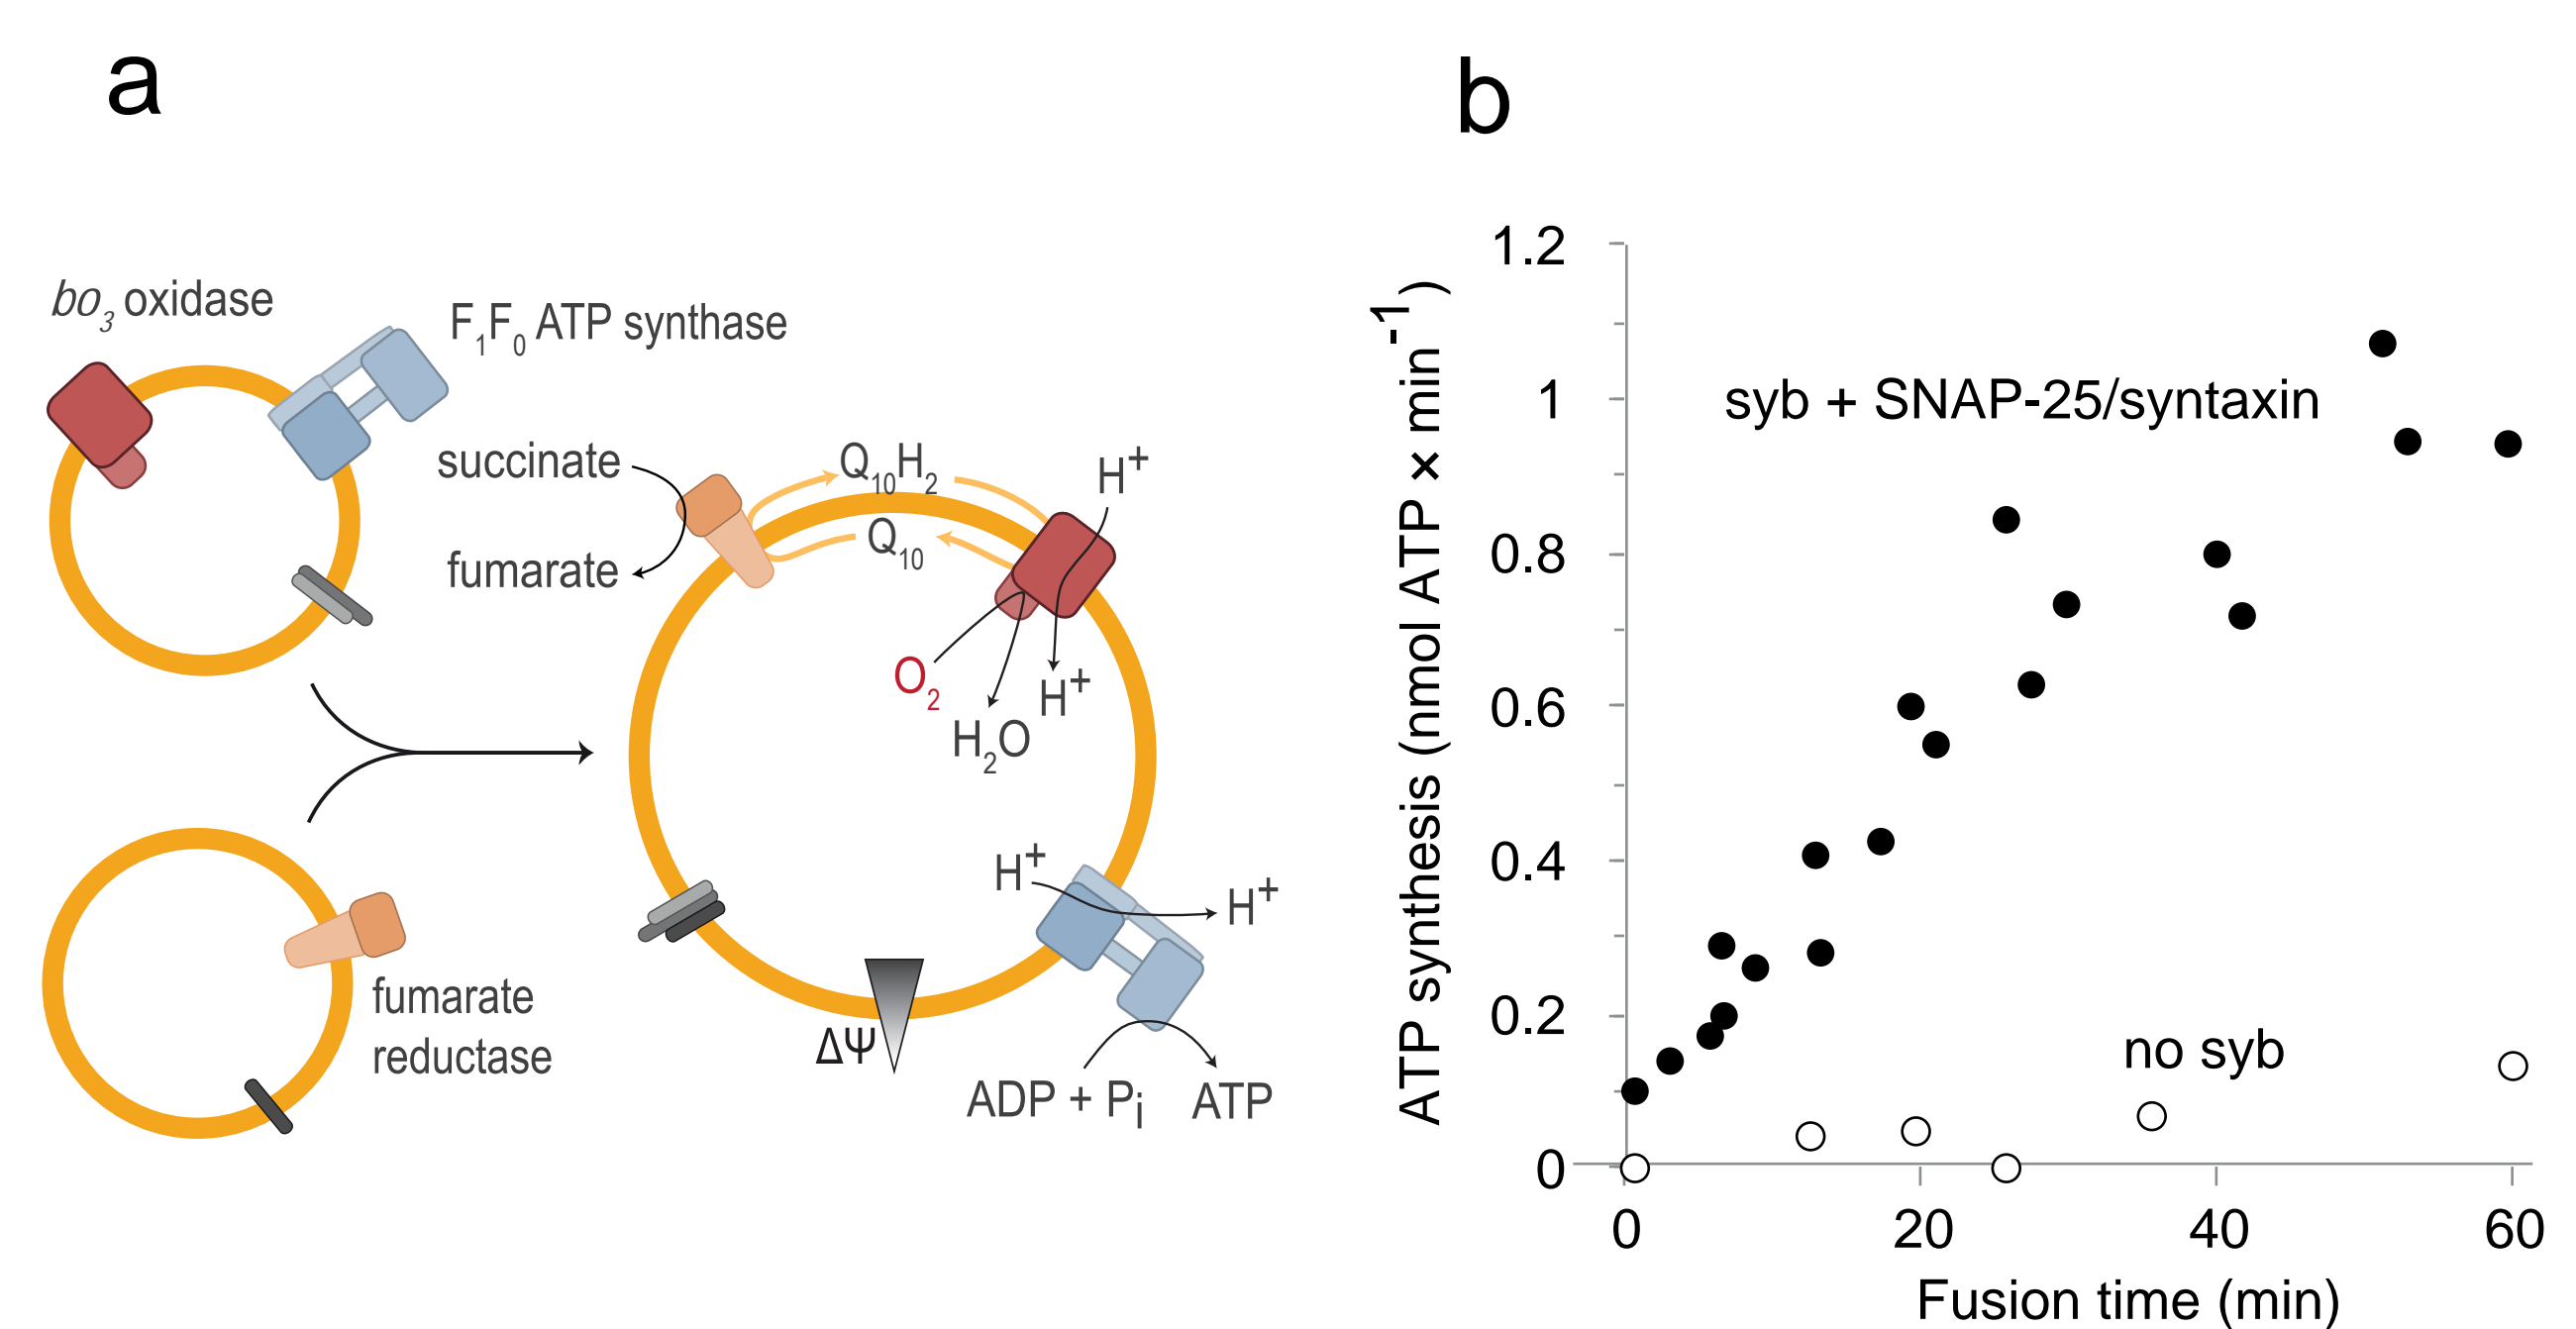 a
bo3 oxidase
F1F0 ATP synthase
succinate
fumarate
Q10H2
Q10
H+
O2
H2O
H+
H+
H+
ΔΨ
ADP + Pi
ATP
fumarate
reductase
b
ATP synthesis (nmol ATP × min-1)
1.2
1
0.8
0.6
0.4
0.2
0
syb + SNAP-25/syntaxin
no syb
0 20 40 60
Fusion time (min)